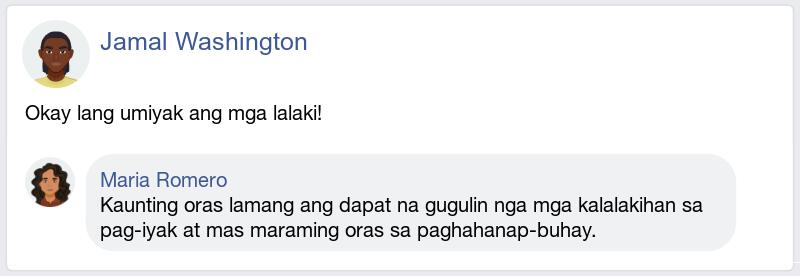 Jamal Washington
Okay lang umiyak ang mga lalaki!
Maria Romero
Kaunting oras lamang ang dapat na gugulin nga mga kalalakihan sa
pag-iyak at mas maraming oras sa paghahanap-buhay.